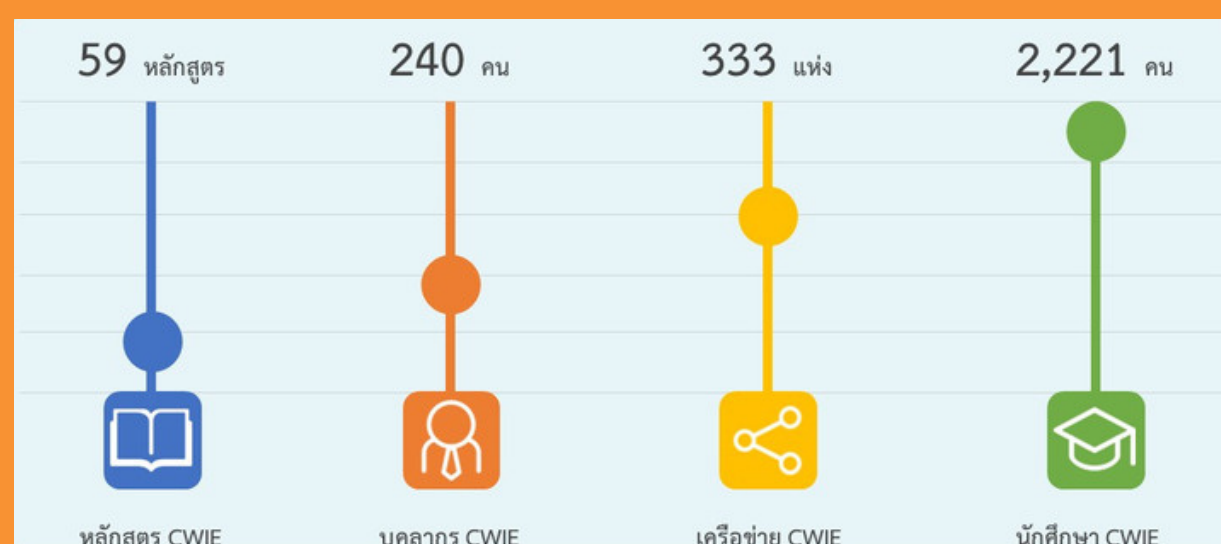 59 หลักสูตร
240 คน
333 แห่ง
2,221 คน
หลักสูตร CWIE
บุคลากร CWIE
เครือข่าย CWIE
นักศึกษา CWIE